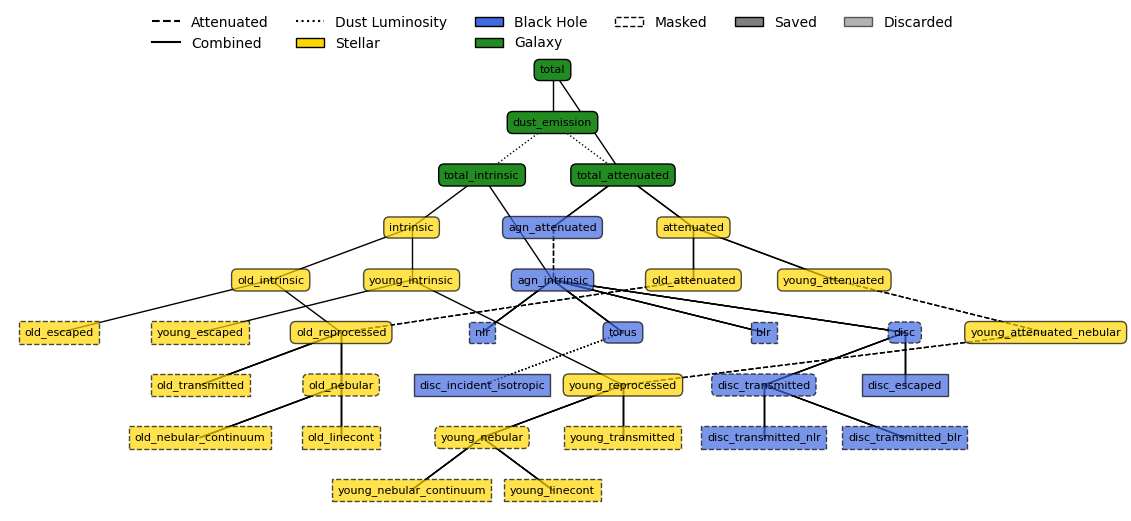 Attenuated
Dust Luminosity
Black Hole
Masked
Saved
Discarded
Combined
Stellar
Galaxy
total
dust_emission
total_intrinsic
total_attenuated
intrinsic
agn_attenuated
attenuated
old_intrinsic
young_intrinsic
agn_intrinsic
old_attenuated
young_attenuated
old_escaped
young_escaped
old_reprocessed
nlr
torus
blr
disc
young_attenuated_nebular
old_transmitted
old_nebular
disc_incident_isotropic
young_reprocessed
disc_transmitted
disc_escaped
old_nebular_continuum
old_linecont
young_nebular
young_transmitted
disc_transmitted_nlr
disc_transmitted_blr
young_nebular_continuum
young_linecont